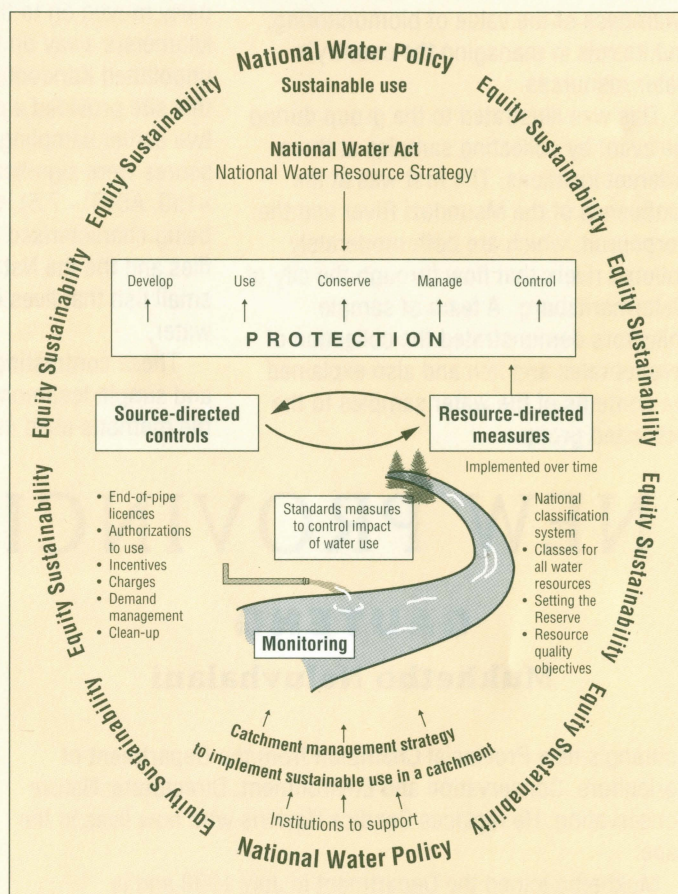 National Water Policy
Sustainable use
National Water Act
National Water Resource Strategy
Develop Use Conserve Manage Control
PROTECTION
Source-directed
controls
Resource-directed
measures
Implemented over time
• End-of-pipe
licences
• Authorizations
to use
• Incentives
• Charges
• Demand
management
• Clean-up
Standards measures
to control impact
of water use
• National
classification
system
• Classes for
all water
resources
• Setting the
Reserve
• Resource
quality
objectives
Monitoring
Catchment management strategy
to implement sustainable use in a catchment
Institutions to support
National Water Policy
Equity Sustainability
Equity Sustainability
Equity Sustainability
Equity Sustainability
Equity Sustainability
Equity Sustainability
Equity Sustainability
Equity Sustainability